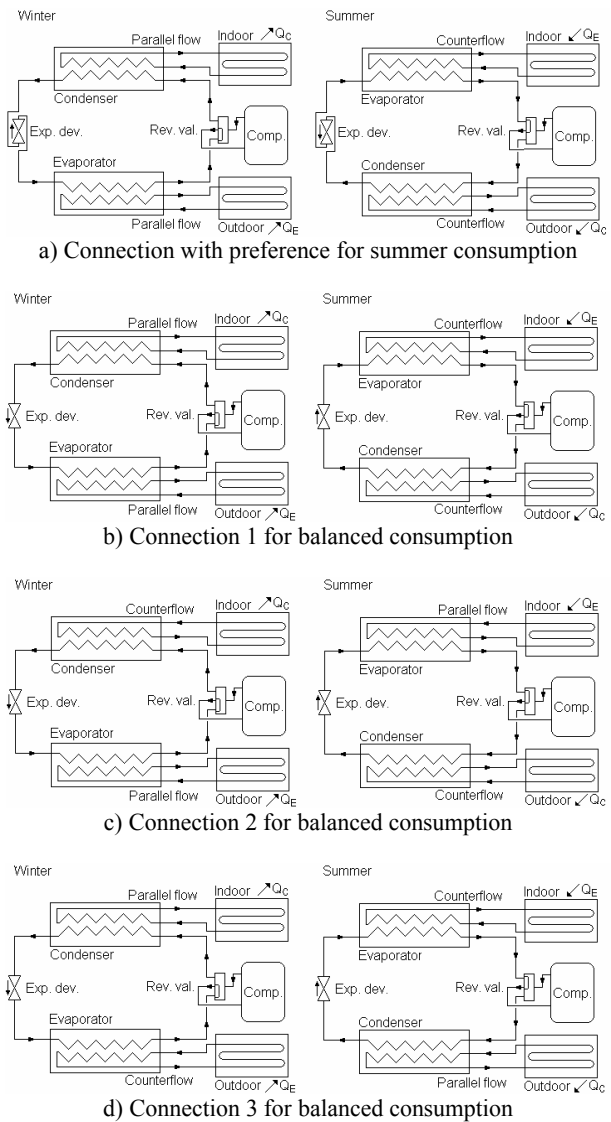 Winter
Summer
Parallel flow
Indoor ↗QC
Counterflow
Indoor ↙QE
Condenser
Evaporator
Exp. dev.
Rev. val.
Comp.
Exp. dev.
Rev. val.
Comp.
Evaporator
Condenser
Parallel flow
Outdoor ↗QE
Counterflow
Outdoor ↙QC
a) Connection with preference for summer consumption
Winter
Summer
Parallel flow
Indoor ↗QC
Counterflow
Indoor ↙QE
Condenser
Evaporator
Exp. dev.
Rev. val.
Comp.
Exp. dev.
Rev. val.
Comp.
Evaporator
Condenser
Parallel flow
Outdoor ↗QE
Counterflow
Outdoor ↙QC
b) Connection 1 for balanced consumption
Winter
Summer
Counterflow
Indoor ↗QC
Parallel flow
Indoor ↙QE
Condenser
Evaporator
Exp. dev.
Rev. val.
Comp.
Exp. dev.
Rev. val.
Comp.
Evaporator
Condenser
Parallel flow
Outdoor ↗QE
Counterflow
Outdoor ↙QC
c) Connection 2 for balanced consumption
Winter
Summer
Parallel flow
Indoor ↗QC
Counterflow
Indoor ↙QE
Condenser
Evaporator
Exp. dev.
Rev. val.
Comp.
Exp. dev.
Rev. val.
Comp.
Evaporator
Condenser
Counterflow
Outdoor ↗QE
Parallel flow
Outdoor ↙QC
d) Connection 3 for balanced consumption